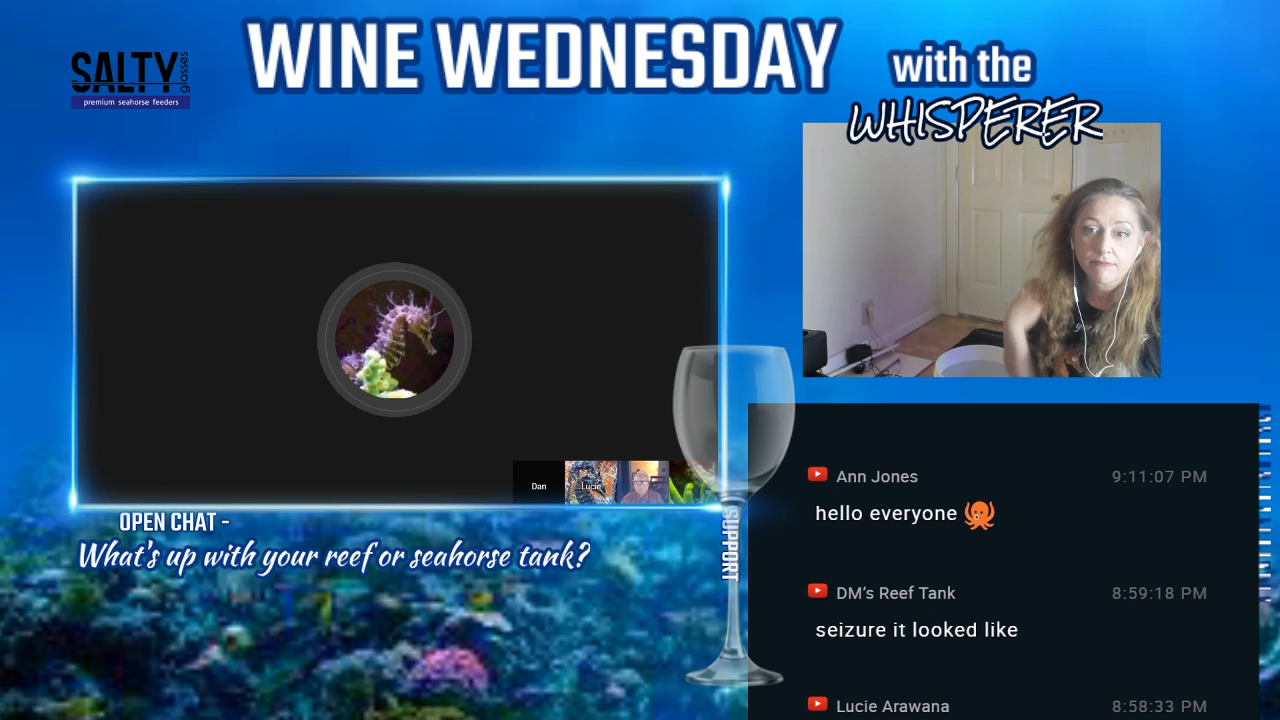 WINE WEDNESDAY
with the
WHISPERER
SALTY
glasses
premium seahorse feeders
Dan
Lucie
OPEN CHAT -
What's up with your reef or seahorse tank?
SUPPORT
Ann Jones
9:11:07 PM
hello everyone 🐙
DM's Reef Tank
8:59:18 PM
seizure it looked like
Lucie Arawana
8:58:33 PM